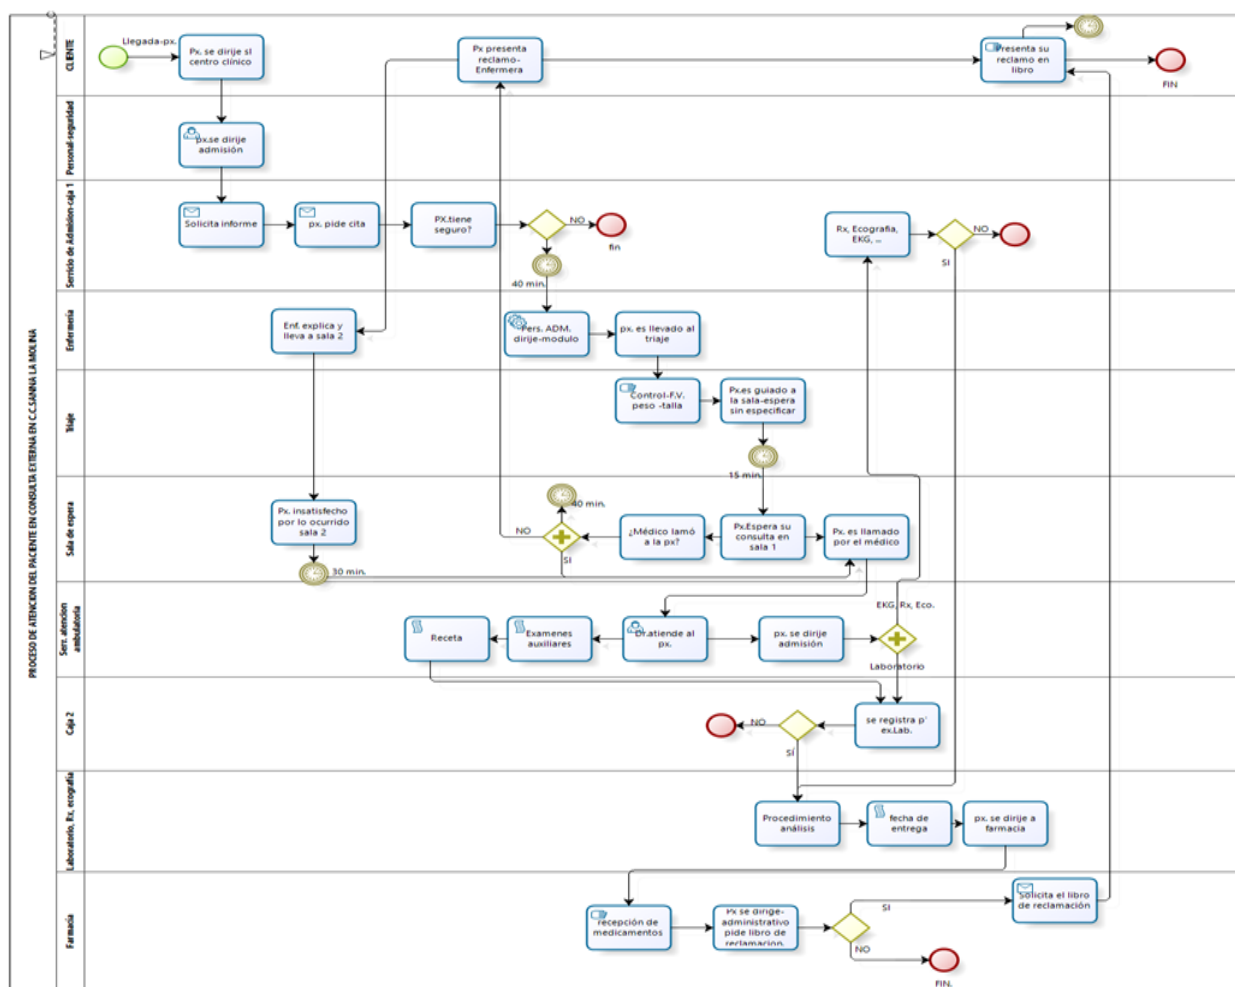 PROCESO DE ATENCION DEL PACIENTE EN CONSULTA EXTERNA EN C.C.SANNA LA MOLINA
CLIENTE
Llegada-px.
Px. se dirije sl
centro clínico
Px presenta
reclamo-
Enfermera
Presenta su
reclamo en
libro
FIN
Personal-seguridad
px.se dirije
admisión
Serricio de Admision-caja 1
Solicita informe
px. pide cita
PX.tiene
seguro?
NO
fin
40 min.
Rx, Ecografia,
EKG, ...
NO
SI
Enfermería
Enf. explica y
lleva a sala 2
Pers. ADM.
dirije-modulo
px. es llevado al
triaje
Triaje
Control-F.V.
peso -talla
Px.es guiado a
la sala-espera
sin especificar
15 min.
Sala de espera
Px. insatisfecho
por lo ocurrido
sala 2
30 min.
NO
40 min.
SI
¿Médico lamó
a la px?
Px.Espera su
consulta en
sala 1
Px. es llamado
por el médico
Serv. atencion
ambulatoria
Receta
Examenes
auxiliares
Dr.atiende al
px.
px. se dirije
admisión
EKG, Rx, Eco.
Laboratorio
Caja 2
NO
SÍ
se registra p'
ex.Lab.
Laboratorio, Rx, ecografia
Procedimiento
análisis
fecha de
entrega
px. se dirije a
farmacia
Farmacia
recepción de
medicamentos
Px se dirige-
administrativo
pide libro de
reclamacion.
SI
NO
Solicita el libro
de reclamación
FIN.